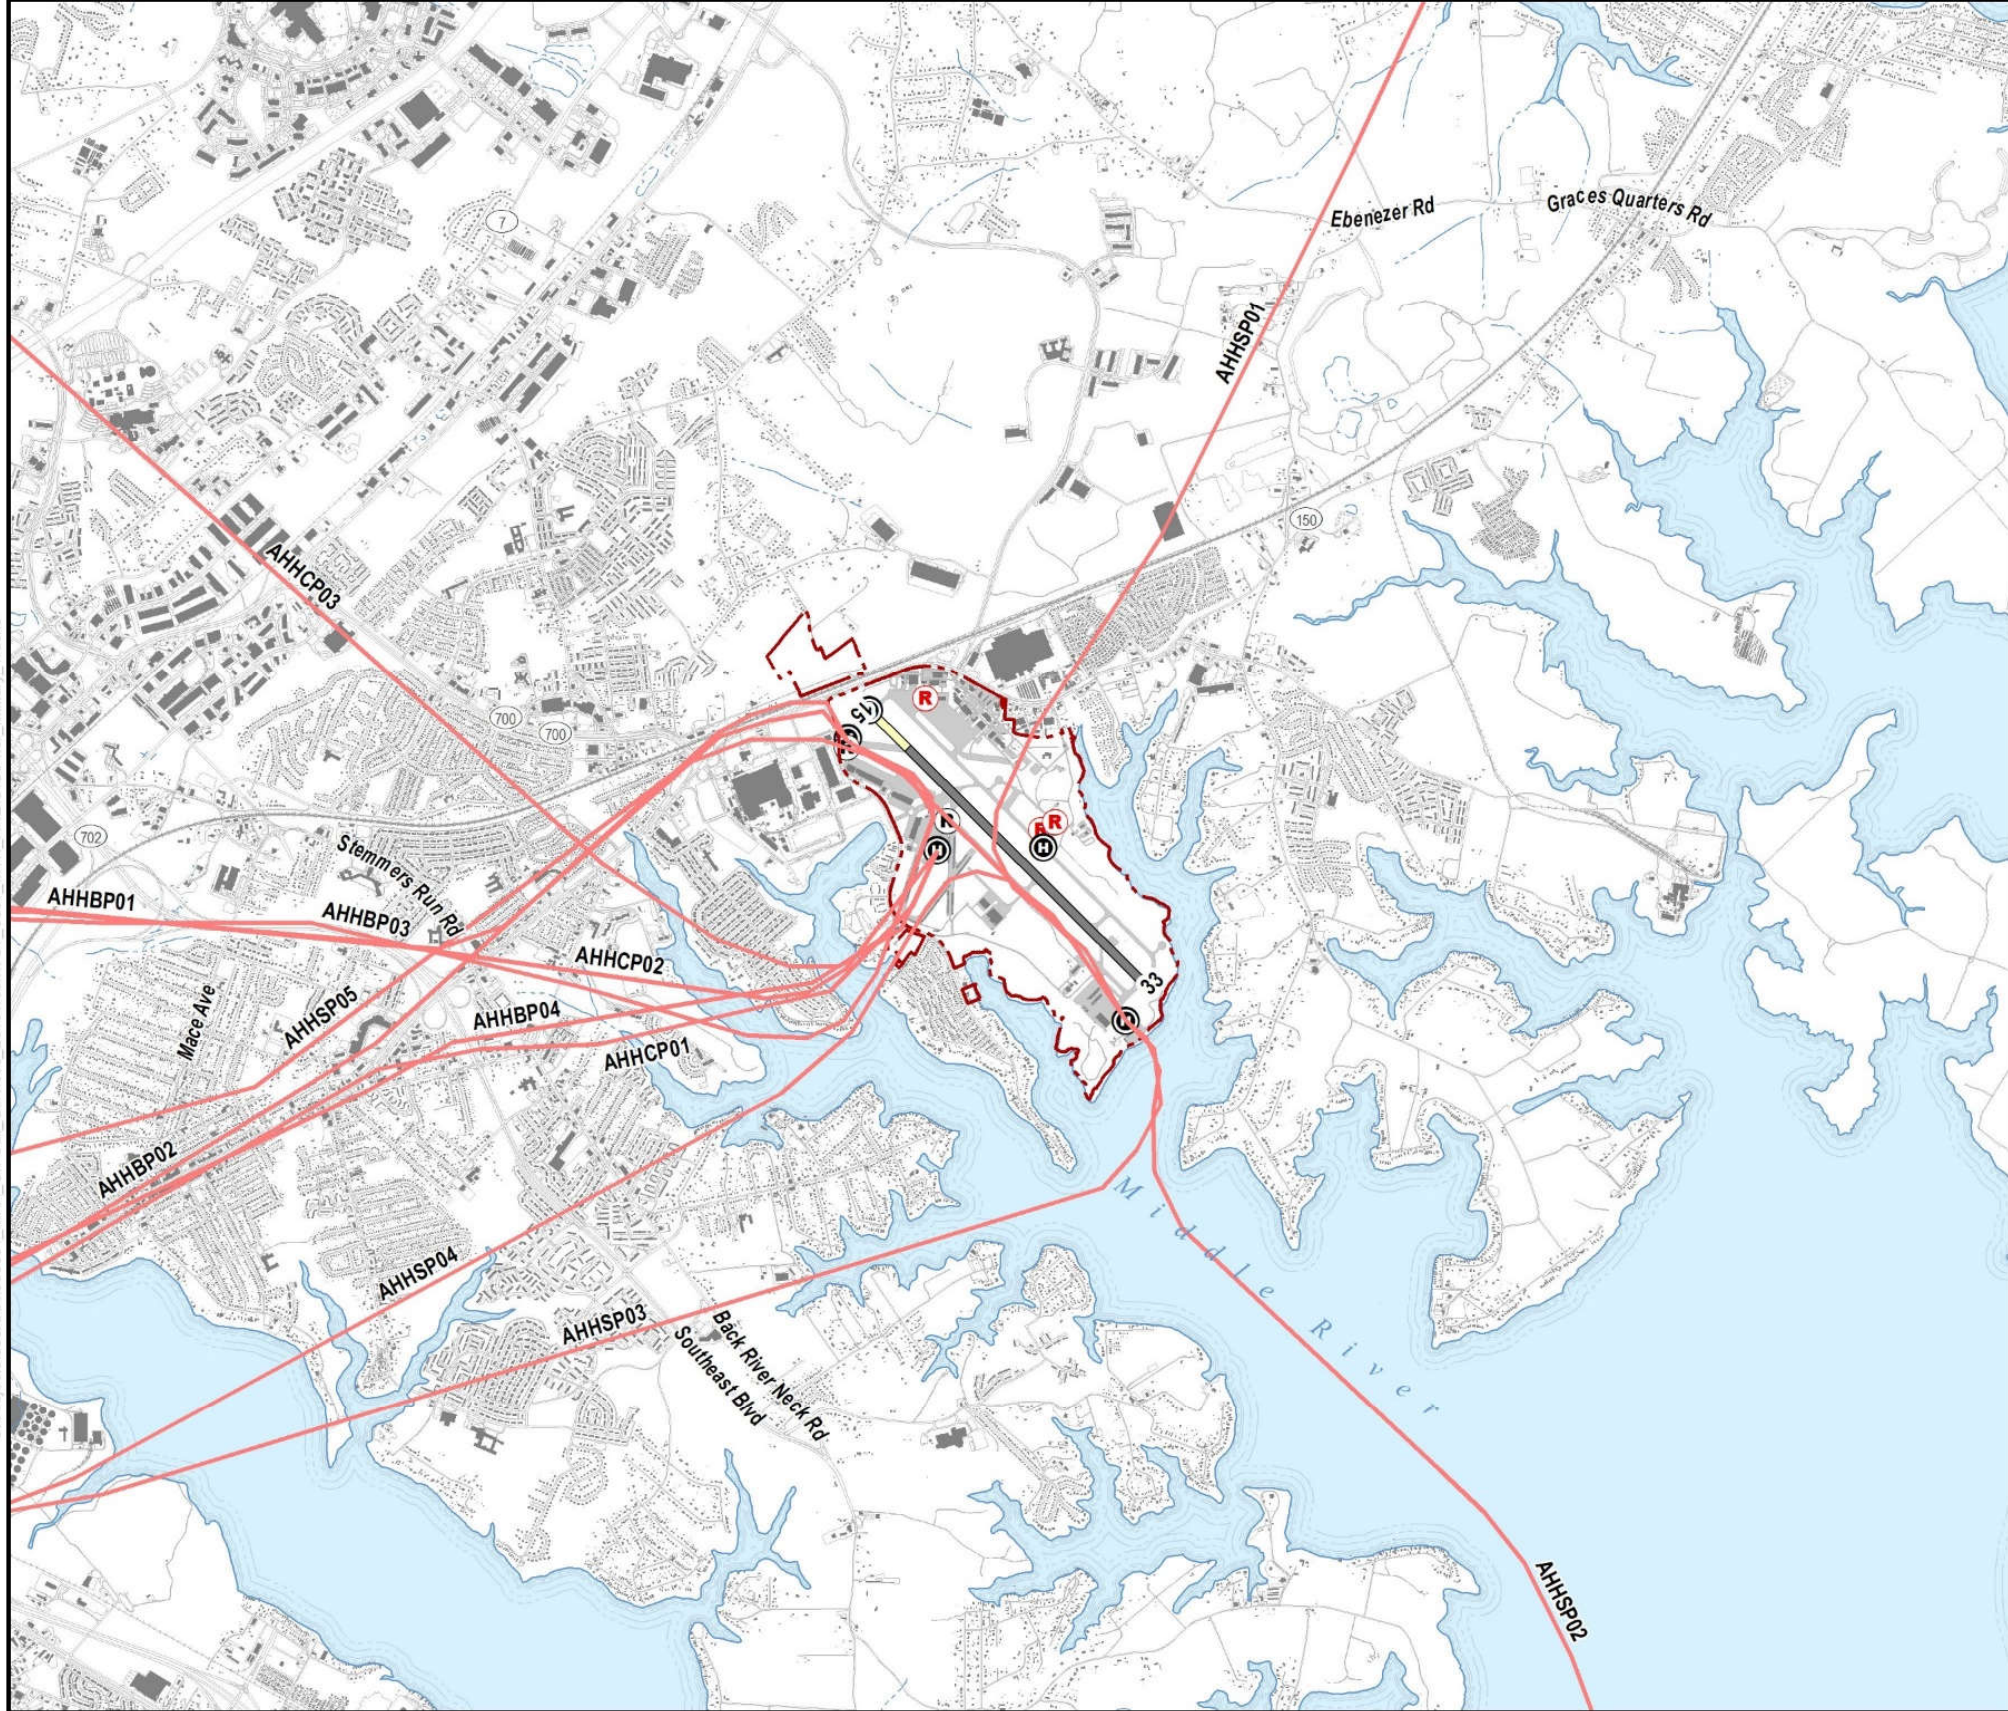 7
Ebenezer Rd
Graces Quarters Rd
AHHSP01
150
AHHCP03
R
15
700
700
R
R
702
H
H
Stemmers Run Rd
AHHBP01
AHHBP03
AHHCP02
33
Mace Ave
AHHSP05
AHHBP04
AHHCP01
AHHBP02
Middle River
AHHSP04
AHHSP03
Back River Neck Rd
Southeast Blvd
AHHSP02